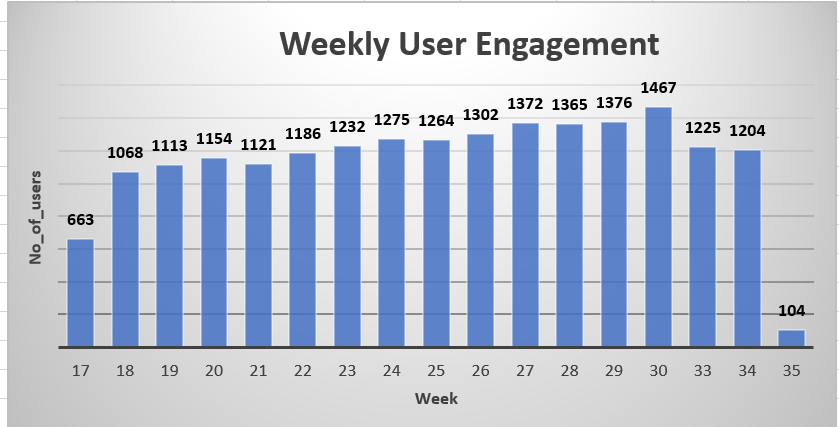 Weekly User Engagement
No_of_users
663 1068 1113 1154 1121 1186 1232 1275 1264 1302 1372 1365 1376 1467 1225 1204 104
17 18 19 20 21 22 23 24 25 26 27 28 29 30 33 34 35
Week